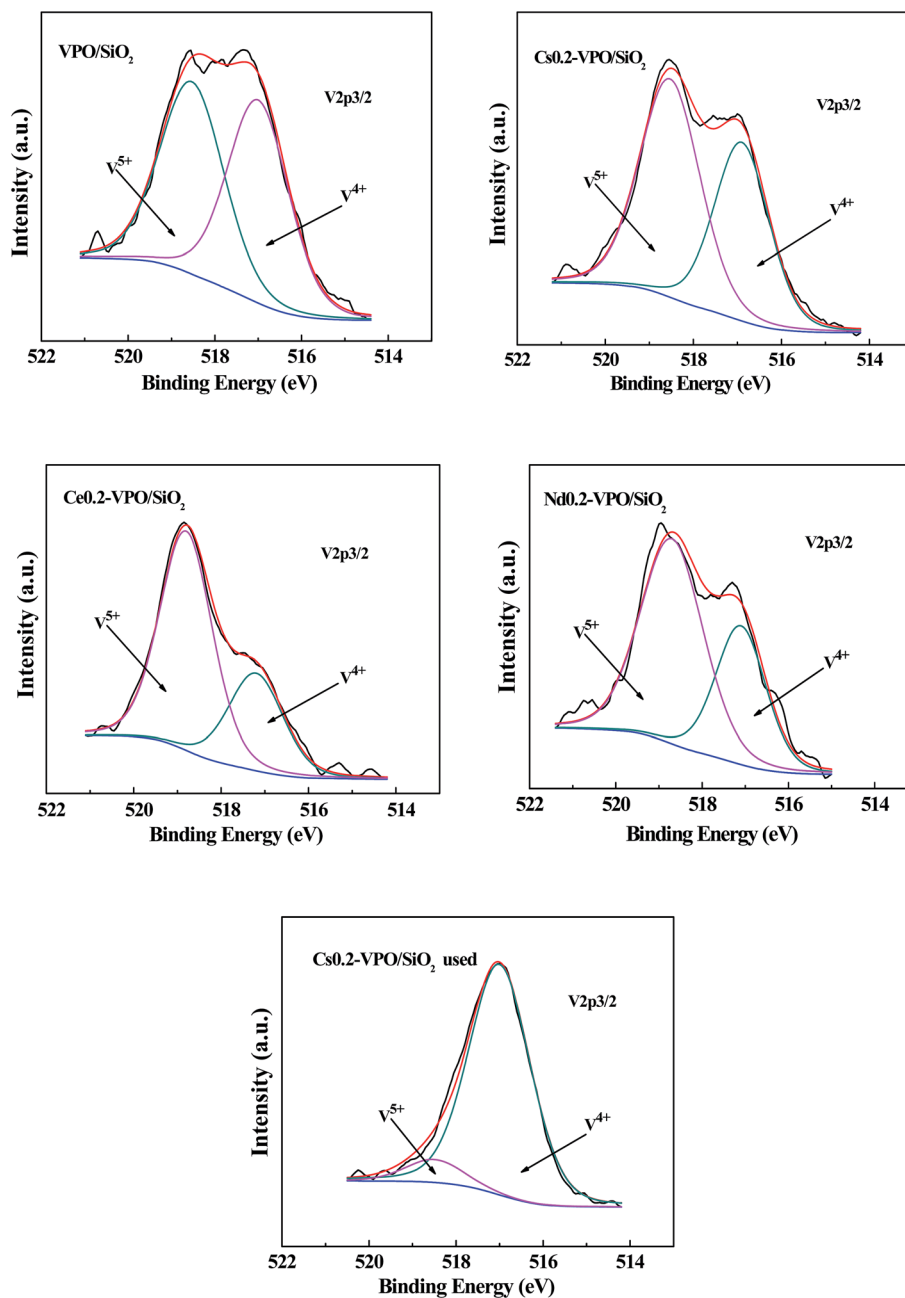 VPO/SiO₂
V2p3/2
V⁵⁺
V⁴⁺
Intensity (a.u.)
522 520 518 516 514
Binding Energy (eV)
Cs0.2-VPO/SiO₂
V2p3/2
V⁵⁺
V⁴⁺
Intensity (a.u.)
522 520 518 516 514
Binding Energy (eV)
Ce0.2-VPO/SiO₂
V2p3/2
V⁵⁺
V⁴⁺
Intensity (a.u.)
522 520 518 516 514
Binding Energy (eV)
Nd0.2-VPO/SiO₂
V2p3/2
V⁵⁺
V⁴⁺
Intensity (a.u.)
522 520 518 516 514
Binding Energy (eV)
Cs0.2-VPO/SiO₂ used
V2p3/2
V⁵⁺
V⁴⁺
Intensity (a.u.)
522 520 518 516 514
Binding Energy (eV)